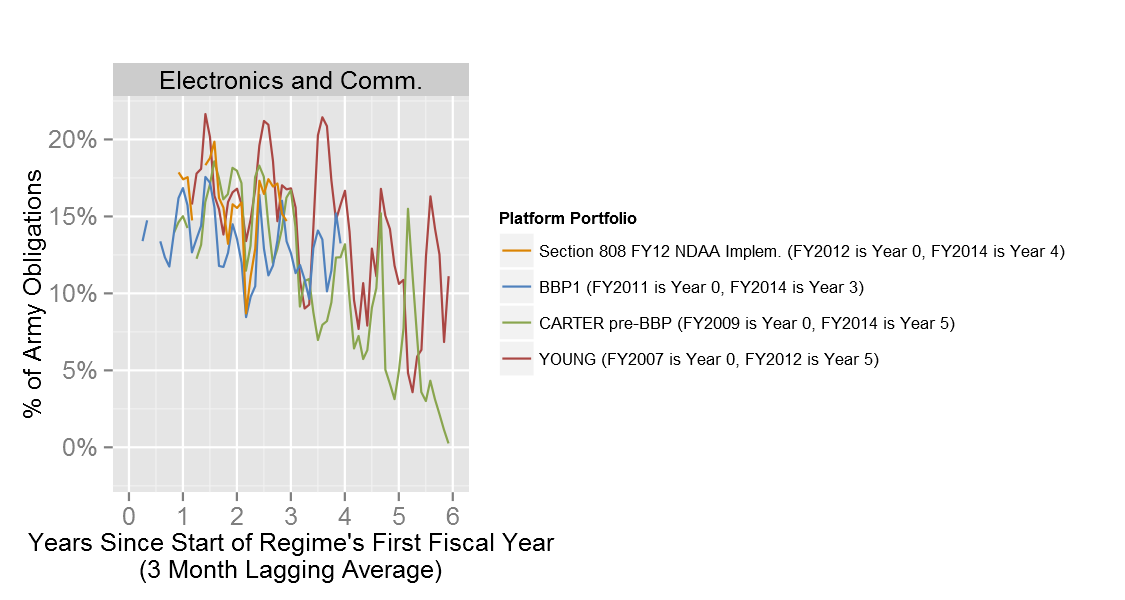 Electronics and Comm.
% of Army Obligations
20%
15%
10%
5%
0%
0 1 2 3 4 5 6
Years Since Start of Regime's First Fiscal Year
(3 Month Lagging Average)
Platform Portfolio
Section 808 FY12 NDAA Implem. (FY2012 is Year 0, FY2014 is Year 4)
BBP1 (FY2011 is Year 0, FY2014 is Year 3)
CARTER pre-BBP (FY2009 is Year 0, FY2014 is Year 5)
YOUNG (FY2007 is Year 0, FY2012 is Year 5)